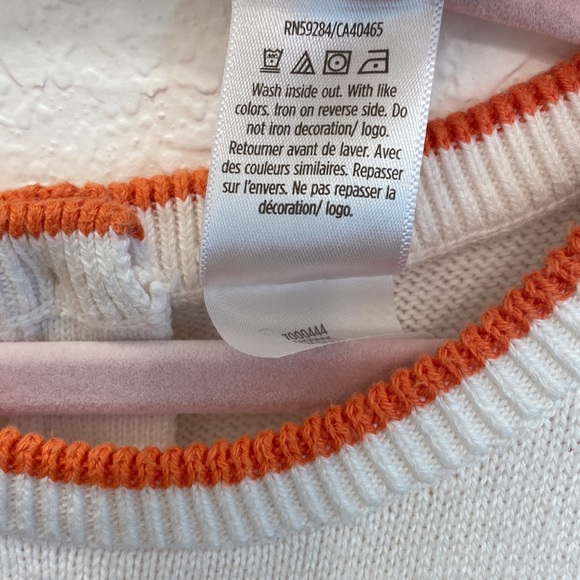 RN59284/CA40465
Wash inside out. With like
colors. Iron on reverse side. Do
not iron decoration/ logo.
Retourner avant de laver. Avec
des couleurs similaires. Repasser
sur l'envers. Ne pas repasser la
décoration/ logo.
T000444